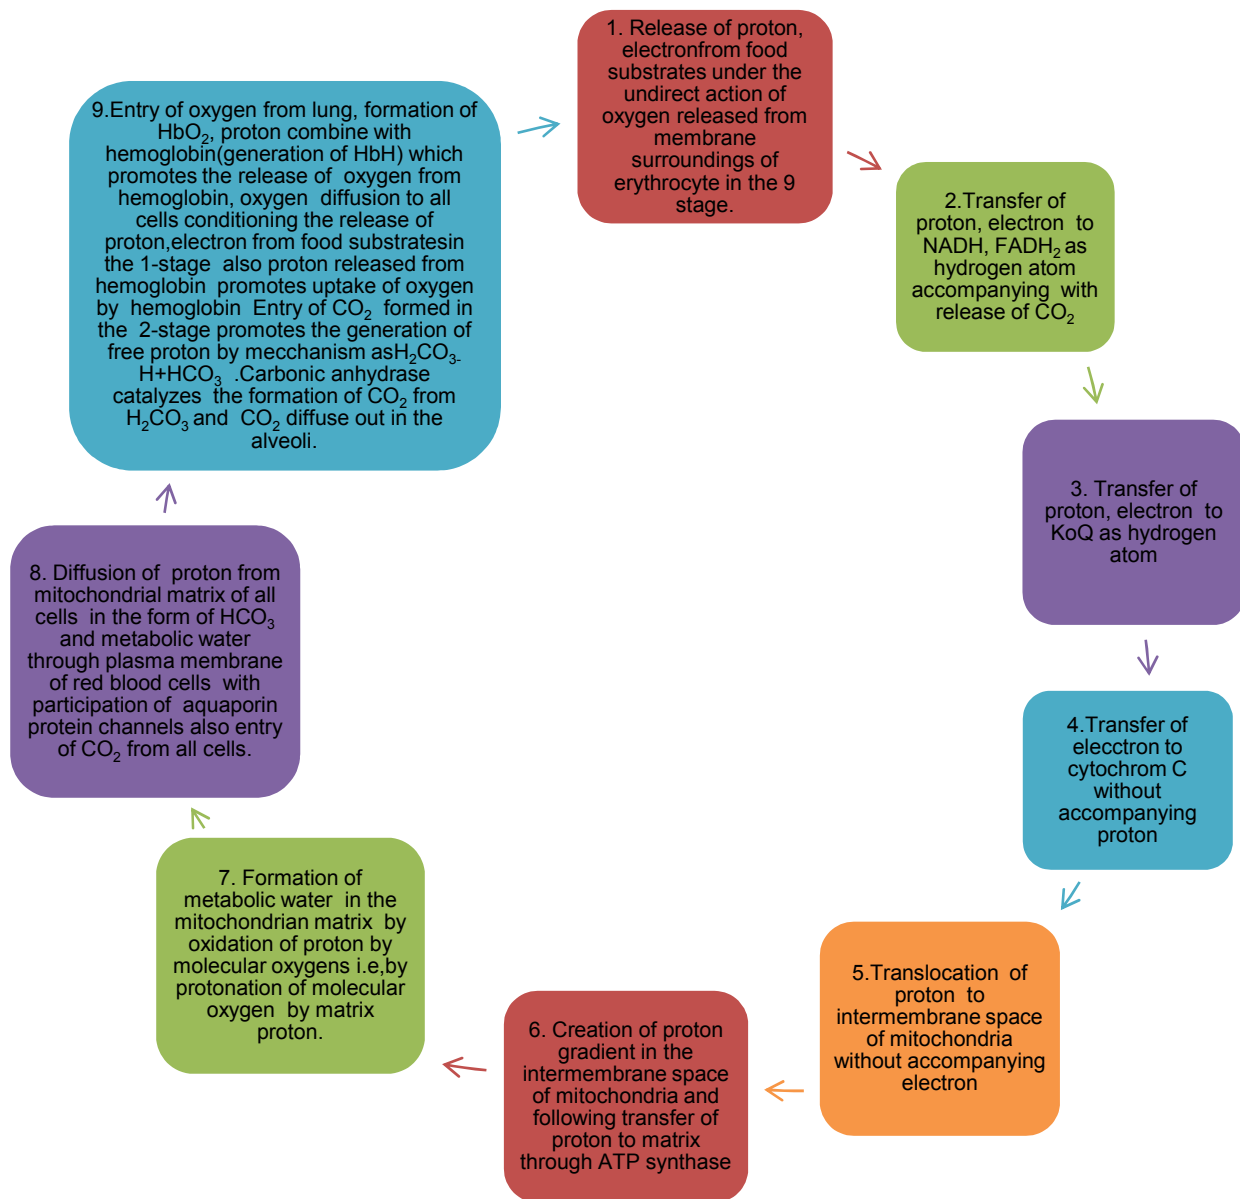 1. Release of proton,
electronfrom food
substrates under the
undirect action of
oxygen released from
membrane
surroundings of
erythrocyte in the 9
stage.
2.Transfer of
proton, electron to
NADH, FADH₂ as
hydrogen atom
accompanying with
release of CO₂
3. Transfer of
proton, electron to
KoQ as hydrogen
atom
4.Transfer of
elecctron to
cytochrom C
without
accompanying
proton
5.Translocation of
proton to
intermembrane space
of mitochondria
without accompanying
electron
6. Creation of proton
gradient in the
intermembrane space
of mitochondria and
following transfer of
proton to matrix
through ATP synthase
7. Formation of
metabolic water in the
mitochondrian matrix by
oxidation of proton by
molecular oxygens i.e,by
protonation of molecular
oxygen by matrix
proton.
8. Diffusion of proton from
mitochondrial matrix of all
cells in the form of HCO₃
and metabolic water
through plasma membrane
of red blood cells with
participation of aquaporin
protein channels also entry
of CO₂ from all cells.
9.Entry of oxygen from lung, formation of
HbO₂, proton combine with
hemoglobin(generation of HbH) which
promotes the release of oxygen from
hemoglobin, oxygen diffusion to all
cells conditioning the release of
proton,electron from food substratesin
the 1-stage also proton released from
hemoglobin promotes uptake of oxygen
by hemoglobin Entry of CO₂ formed in
the 2-stage promotes the generation of
free proton by mecchanism asH₂CO₃-
H+HCO₃ .Carbonic anhydrase
catalyzes the formation of CO₂ from
H₂CO₃ and CO₂ diffuse out in the
alveoli.